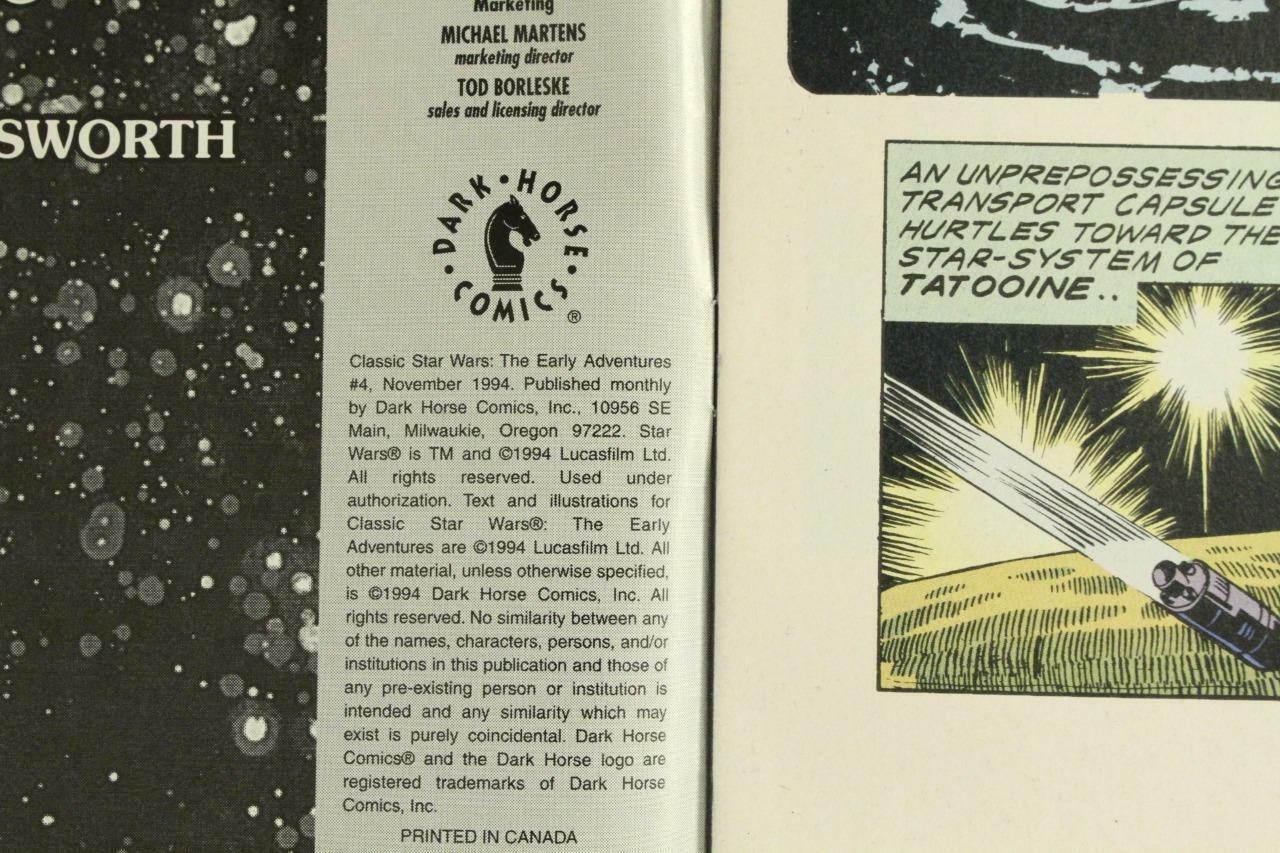 SWORTH
Marketing
MICHAEL MARTENS
marketing director
TOD BORLESKE
sales and licensing director
DARK • HORSE • COMICS •
®
Classic Star Wars: The Early Adventures
#4, November 1994. Published monthly
by Dark Horse Comics, Inc., 10956 SE
Main, Milwaukie, Oregon 97222. Star
Wars® is TM and ©1994 Lucasfilm Ltd.
All rights reserved. Used under
authorization. Text and illustrations for
Classic Star Wars®: The Early
Adventures are ©1994 Lucasfilm Ltd. All
other material, unless otherwise specified,
is ©1994 Dark Horse Comics, Inc. All
rights reserved. No similarity between any
of the names, characters, persons, and/or
institutions in this publication and those of
any pre-existing person or institution is
intended and any similarity which may
exist is purely coincidental. Dark Horse
Comics® and the Dark Horse logo are
registered trademarks of Dark Horse
Comics, Inc.
PRINTED IN CANADA
AN UNPREPOSSESSING
TRANSPORT CAPSULE
HURTLES TOWARD THE
STAR-SYSTEM OF
TATOOINE..